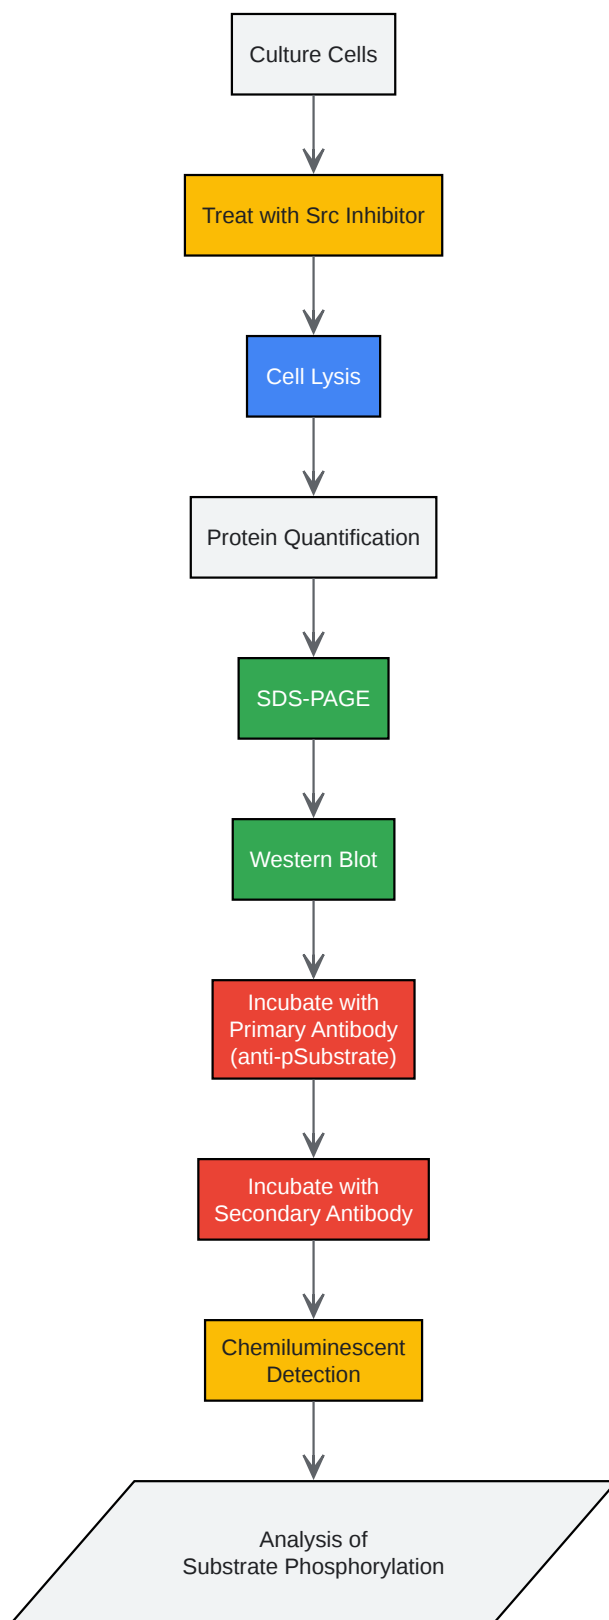 Culture Cells
Treat with Src Inhibitor
Cell Lysis
Protein Quantification
SDS-PAGE
Western Blot
Incubate with
Primary Antibody
(anti-pSubstrate)
Incubate with
Secondary Antibody
Chemiluminescent
Detection
Analysis of
Substrate Phosphorylation